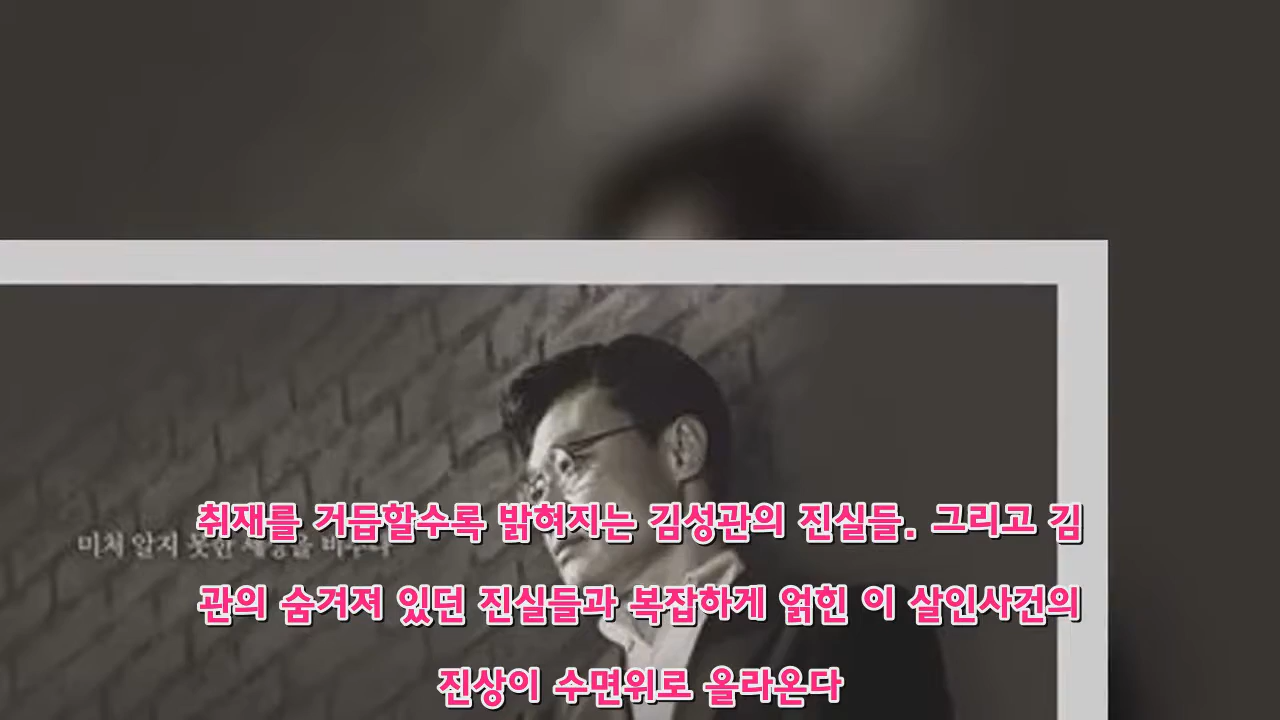 취재를 거듭할수록 밝혀지는 김성관의 진실들. 그리고 김
미처 알지 못한 세상을
관의 숨겨져 있던 진실들과 복잡하게 얽힌 이 살인사건의
진상이 수면위로 올라온다